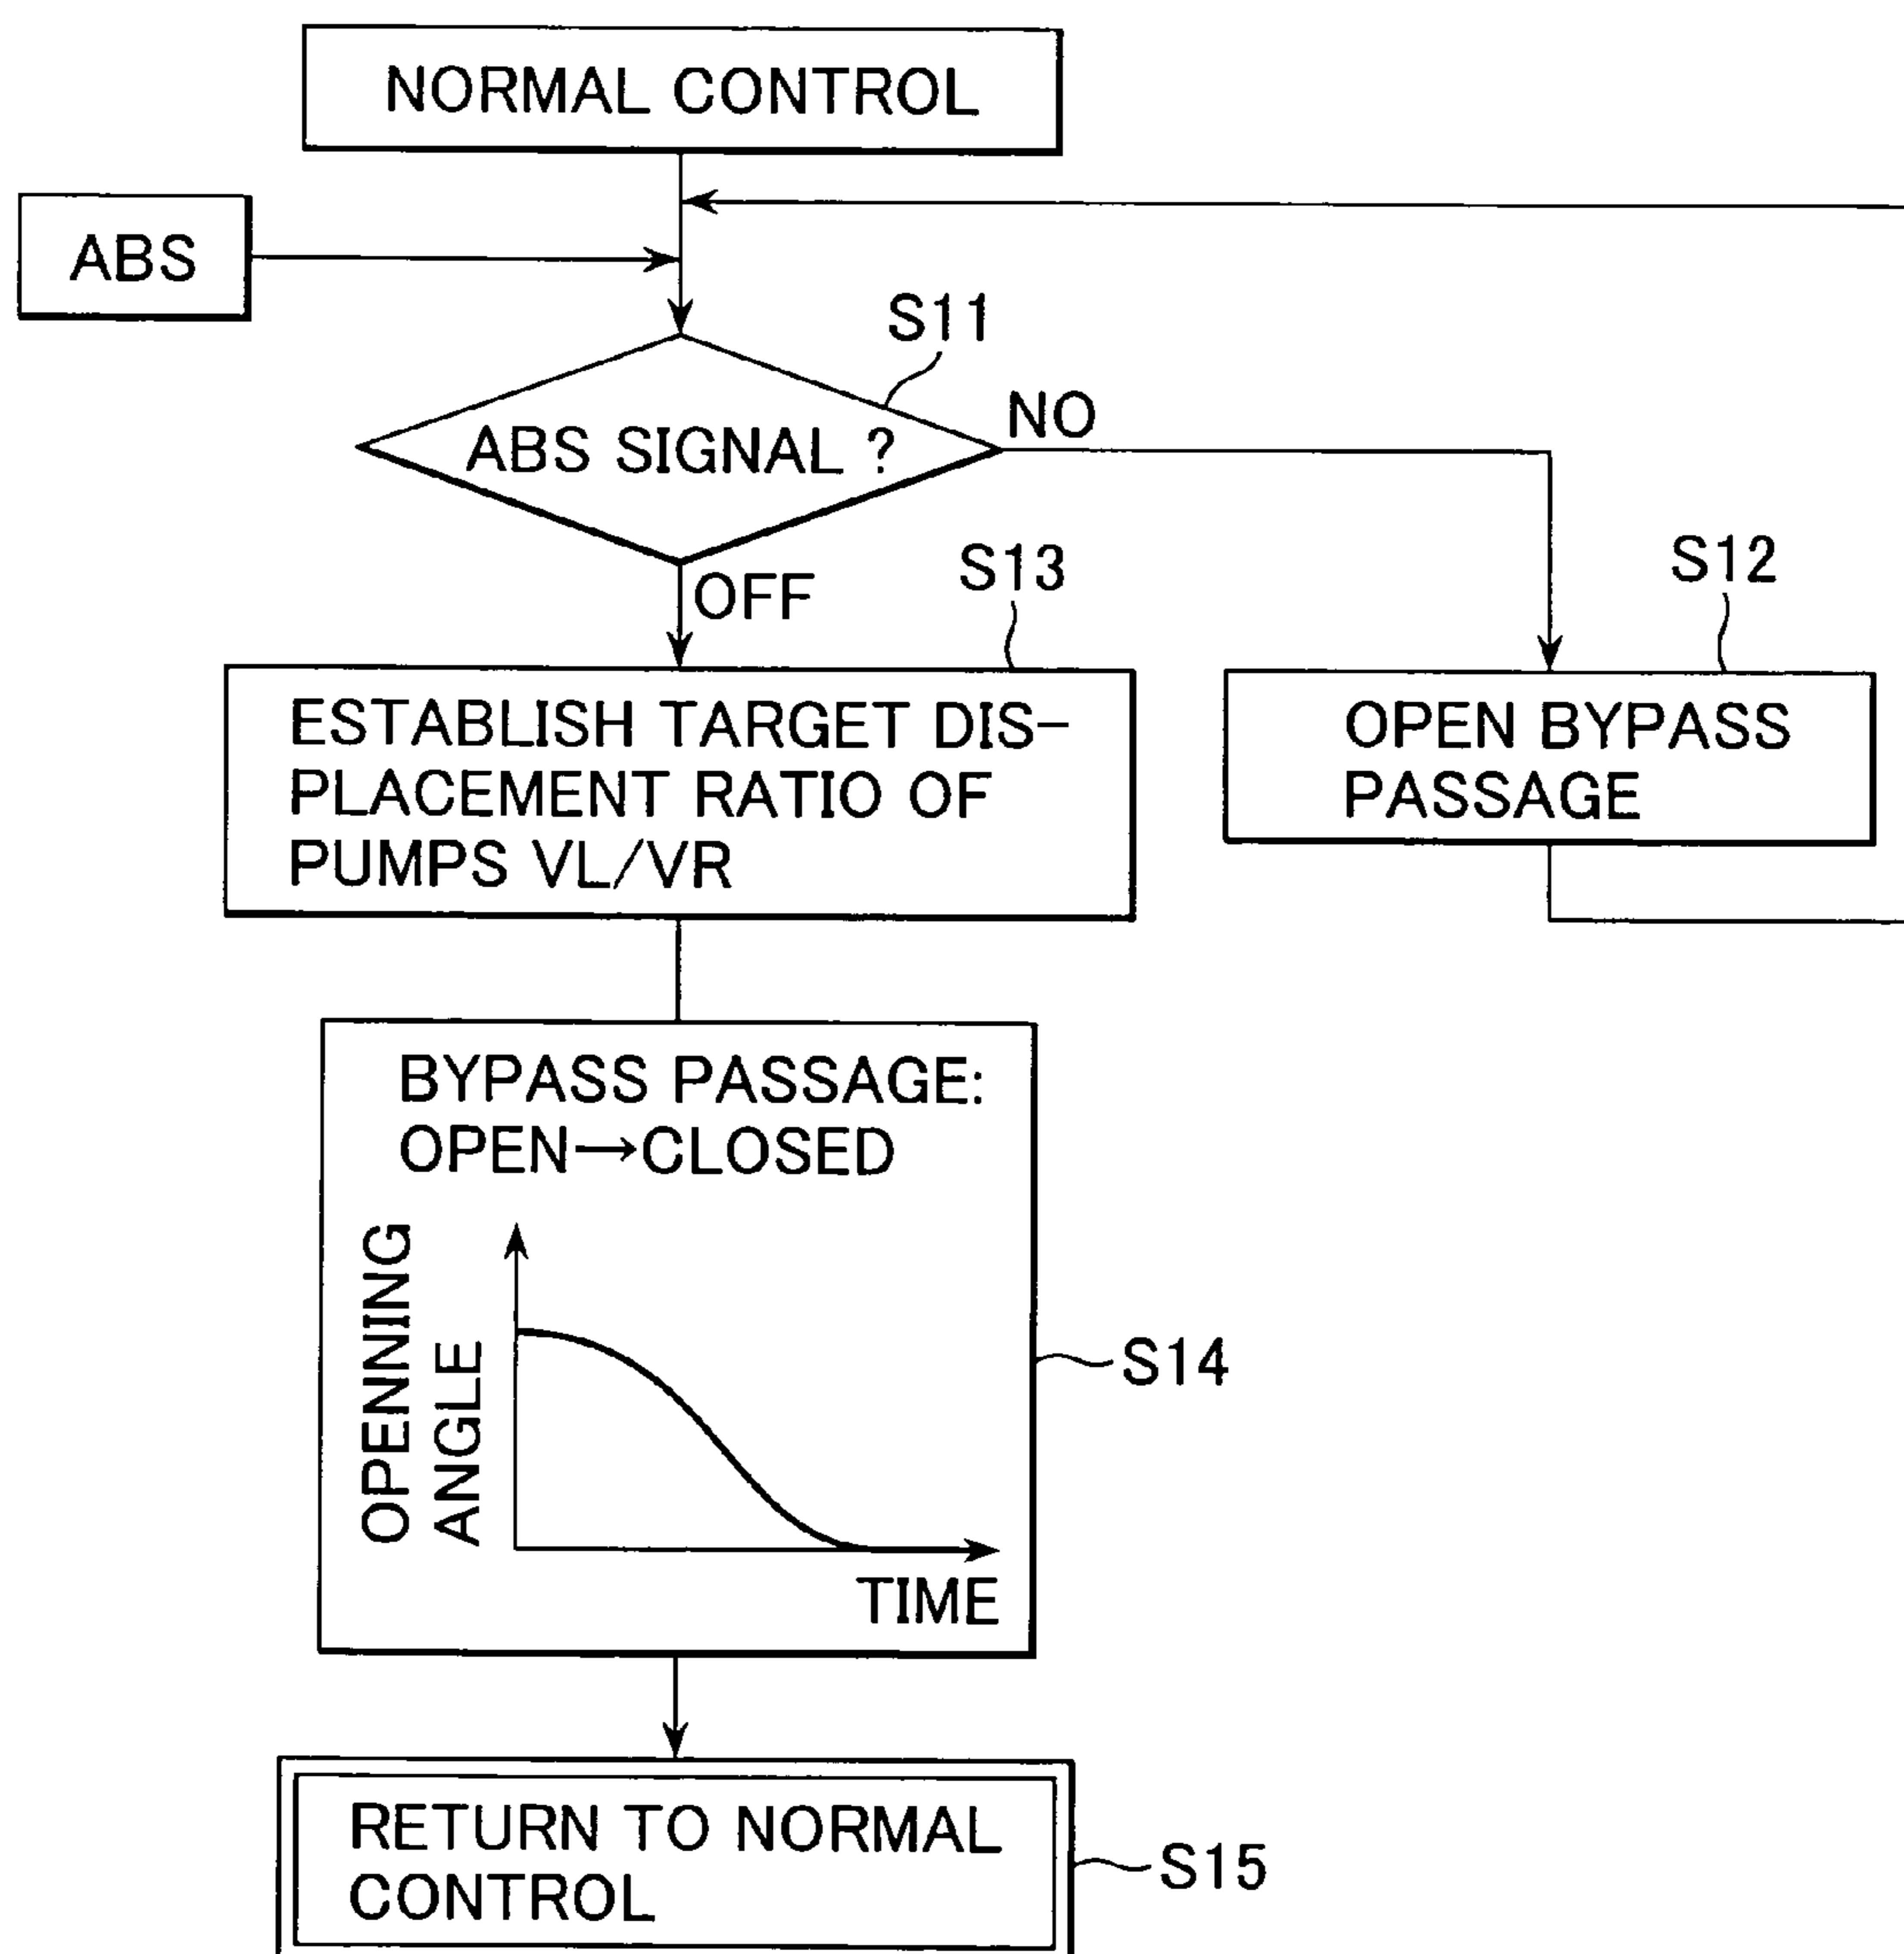 NORMAL CONTROL
ABS
S11
ABS SIGNAL ?
NO
OFF
S13
S12
ESTABLISH TARGET DIS-
PLACEMENT RATIO OF
PUMPS VL/VR
OPEN BYPASS
PASSAGE
BYPASS PASSAGE:
OPEN→CLOSED
OPENNING
ANGLE
TIME
S14
RETURN TO NORMAL
CONTROL
S15